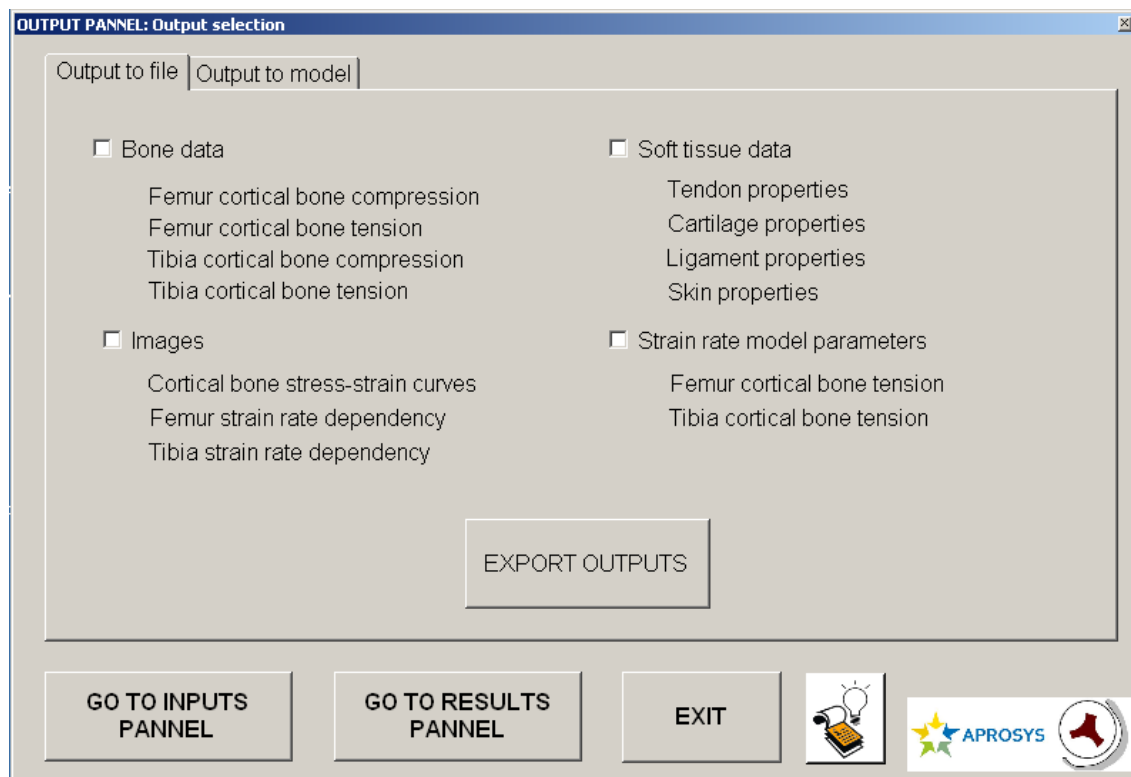 OUTPUT PANNEL: Output selection
Output to file
Output to model
Bone data
Femur cortical bone compression
Femur cortical bone tension
Tibia cortical bone compression
Tibia cortical bone tension
Images
Cortical bone stress-strain curves
Femur strain rate dependency
Tibia strain rate dependency
Soft tissue data
Tendon properties
Cartilage properties
Ligament properties
Skin properties
Strain rate model parameters
Femur cortical bone tension
Tibia cortical bone tension
EXPORT OUTPUTS
GO TO INPUTS
PANNEL
GO TO RESULTS
PANNEL
EXIT
APROSYS